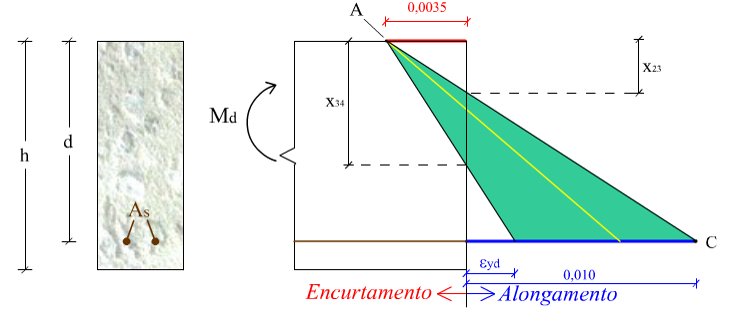 A
0,0035
x23
x34
Md
h
d
As
C
εyd
0,010
Encurtamento
Alongamento